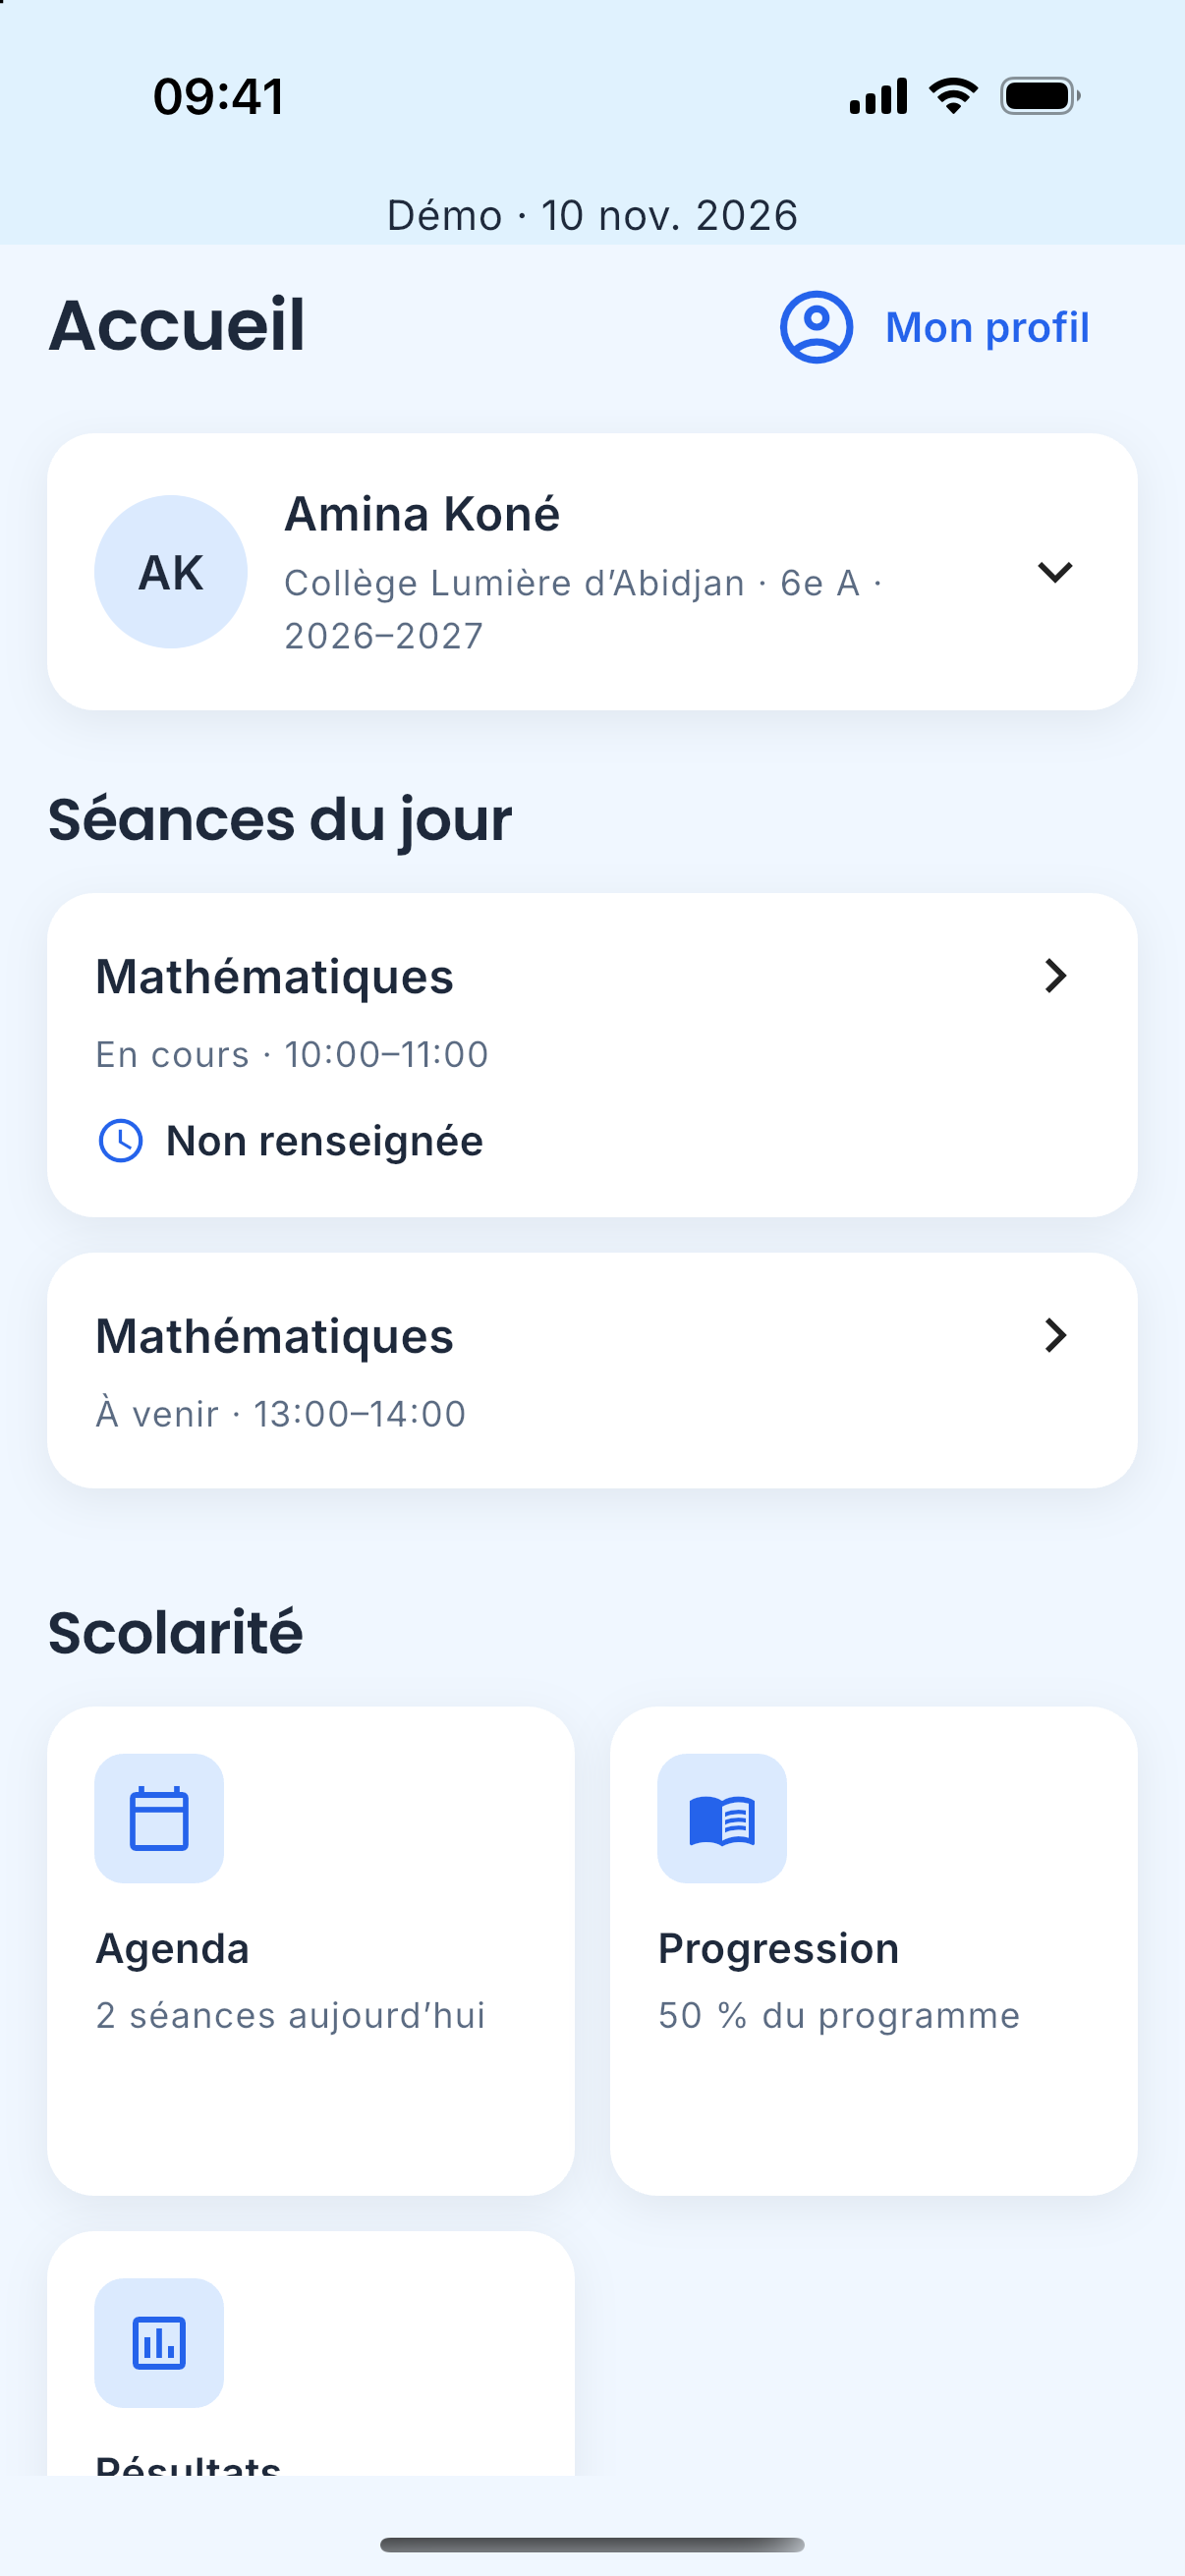 09:41
Démo · 10 nov. 2026
Accueil
Mon profil
AK
Amina Koné
Collège Lumière d’Abidjan · 6e A ·
2026–2027
Séances du jour
Mathématiques
En cours · 10:00–11:00
Non renseignée
Mathématiques
À venir · 13:00–14:00
Scolarité
Agenda
2 séances aujourd’hui
Progression
50 % du programme
Résultats